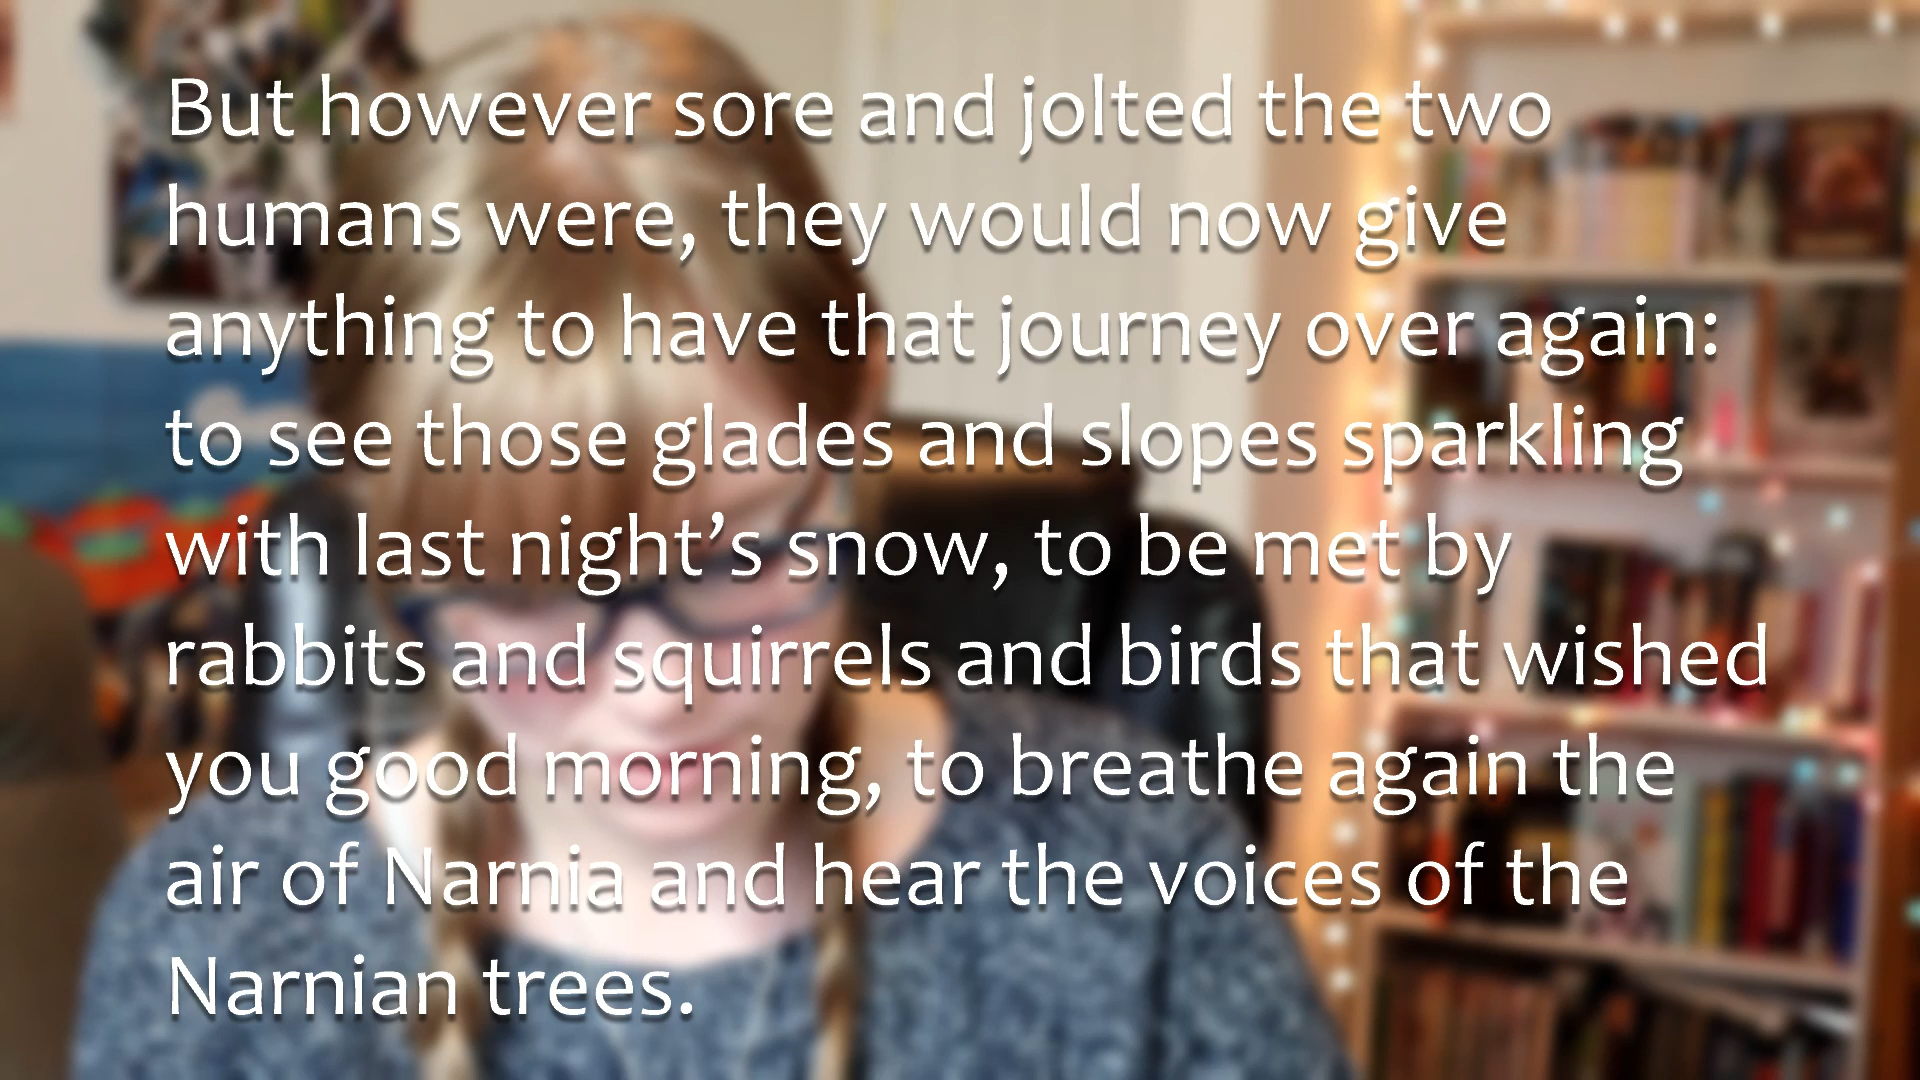 But however sore and jolted the two
humans were, they would now give
anything to have that journey over again:
to see those glades and slopes sparkling
with last night’s snow, to be met by
rabbits and squirrels and birds that wished
you good morning, to breathe again the
air of Narnia and hear the voices of the
Narnian trees.